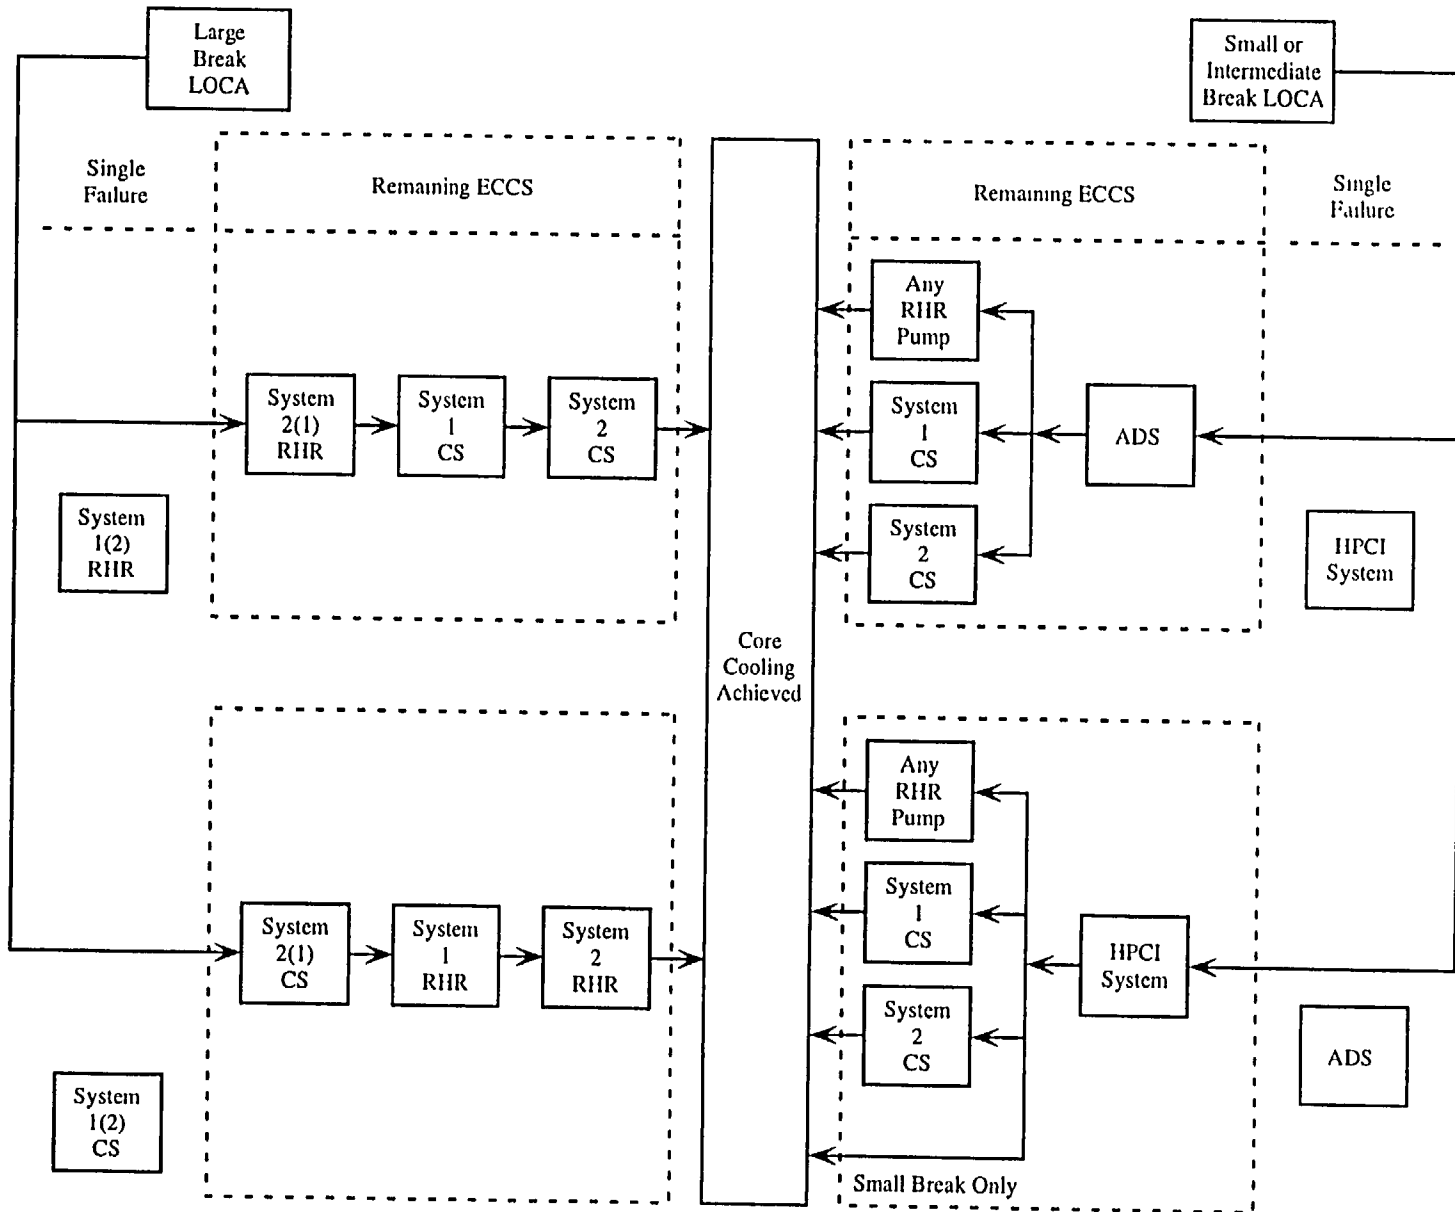 Large
Break
LOCA
Small or
Intermediate
Break LOCA
Single
Failure
Remaining ECCS
Remaining ECCS
Single
Failure
Any
RHR
Pump
System
2(1)
RHR
System
1
CS
System
2
CS
System
1
CS
ADS
System
2
CS
System
1(2)
RHR
HPCI
System
Core
Cooling
Achieved
Any
RHR
Pump
System
2(1)
CS
System
1
RHR
System
2
RHR
System
1
CS
HPCI
System
System
2
CS
ADS
System
1(2)
CS
Small Break Only